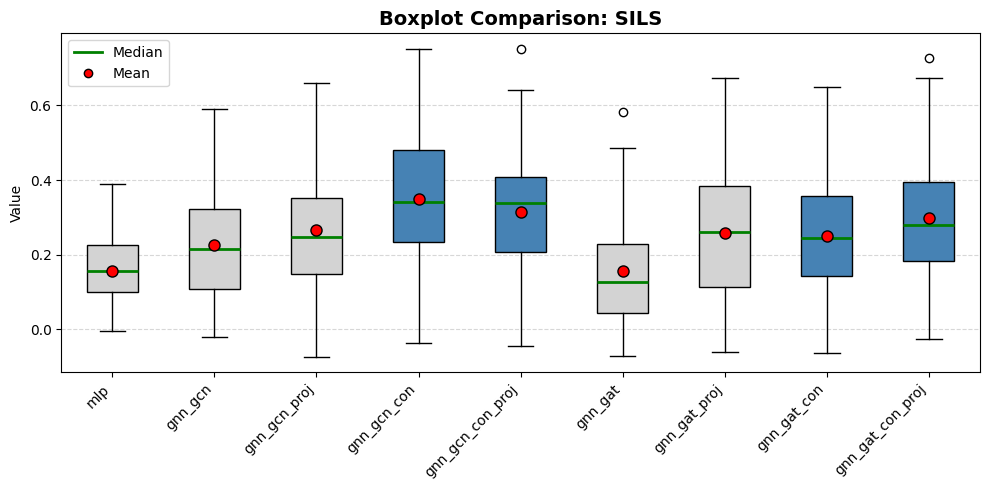 Boxplot Comparison: SILS
Median
Mean
Value
0.6
0.4
0.2
0.0
mlp
gnn_gcn
gnn_gcn_proj
gnn_gcn_con
gnn_gcn_con_proj
gnn_gat
gnn_gat_proj
gnn_gat_con
gnn_gat_con_proj